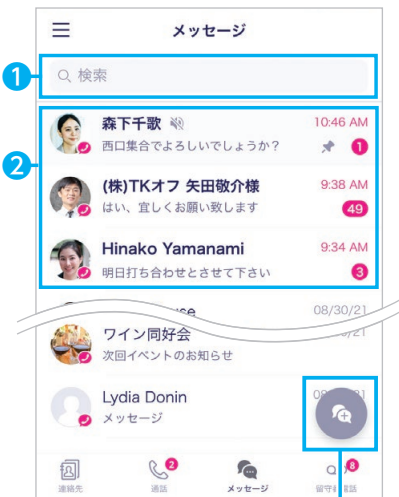 メッセージ
1
検索
2
森下千歌
10:46 AM
西口集合でよろしいでしょうか？
1
(株)TKオフ 矢田敬介様
9:38 AM
はい、宜しくお願い致します
49
Hinako Yamanami
9:34 AM
明日打ち合わせとさせて下さい
3
08/30/21
ワイン同好会
次回イベントのお知らせ
Lydia Donin
メッセージ
2
8
連絡先
通話
メッセージ